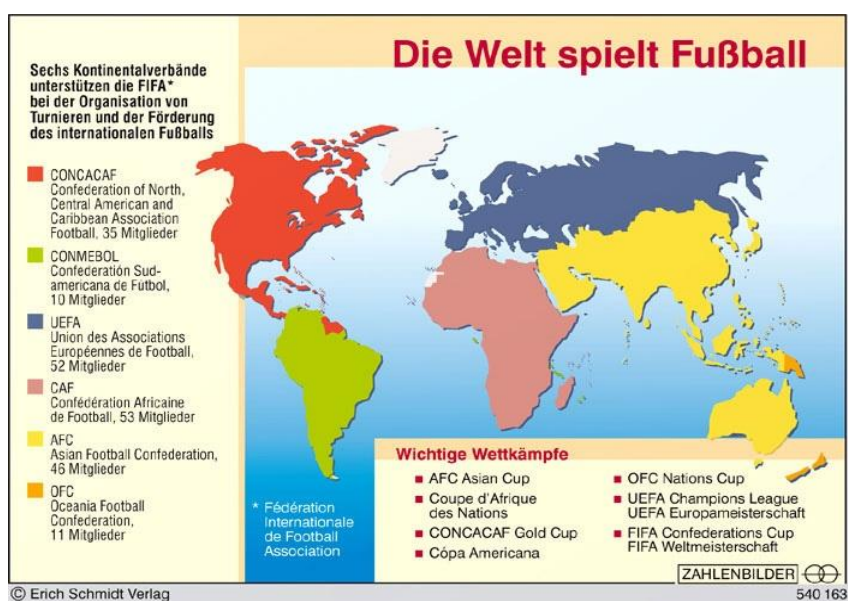 Die Welt spielt Fußball
Sechs Kontinentalverbände
unterstützen die FIFA*
bei der Organisation von
Turnieren und der Förderung
des internationalen Fußballs
CONCACAF
Confederation of North,
Central American and
Caribbean Association
Football, 35 Mitglieder
CONMEBOL
Confederatión Sud-
americana de Fútbol,
10 Mitglieder
UEFA
Union des Associations
Européennes de Football,
52 Mitglieder
CAF
Confédération Africaine
de Football, 53 Mitglieder
AFC
Asian Football Confederation,
46 Mitglieder
OFC
Oceania Football
Confederation,
11 Mitglieder
* Fédération
Internationale
de Football
Association
Wichtige Wettkämpfe
AFC Asian Cup
Coupe d'Afrique
des Nations
CONCACAF Gold Cup
Cópa Americana
OFC Nations Cup
UEFA Champions League
UEFA Europameisterschaft
FIFA Confederations Cup
FIFA Weltmeisterschaft
ZAHLENBILDER
© Erich Schmidt Verlag
540 163